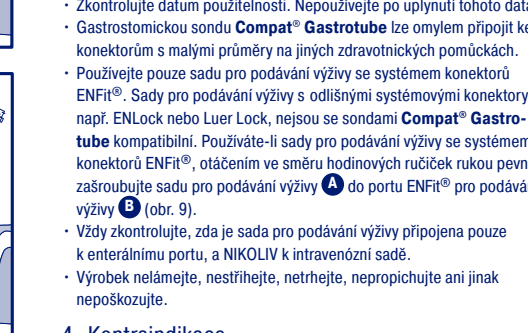 · Zkontrolujte datum použitelnosti. Nepoužívejte po uplynutí tohoto data
· Gastrostomickou sondu Compat® Gastrotube lze omylem připojit ke
konektorům s malými průměry na jiných zdravotnických pomůckách.
· Používejte pouze sadu pro podávání výživy se systémem konektorů
ENFit®. Sady pro podávání výživy s odlišnými systémovými konektory
např. ENLock nebo Luer Lock, nejsou se sondami Compat® Gastro-
tube kompatibilní. Používáte-li sady pro podávání výživy se systémem
konektorů ENFit®, otáčením ve směru hodinových ručiček rukou pevn
zašroubujte sadu pro podávání výživy A do portu ENFit® pro podává
výživy B (obr. 9).
· Vždy zkontrolujte, zda je sada pro podávání výživy připojena pouze
k enterálnímu portu, a NIKOLIV k intravenózní sadě.
· Výrobek nelámejte, nestřihejte, netrhejte, nepropichujte ani jinak
nepoškozujte.
4. Kontraindikace